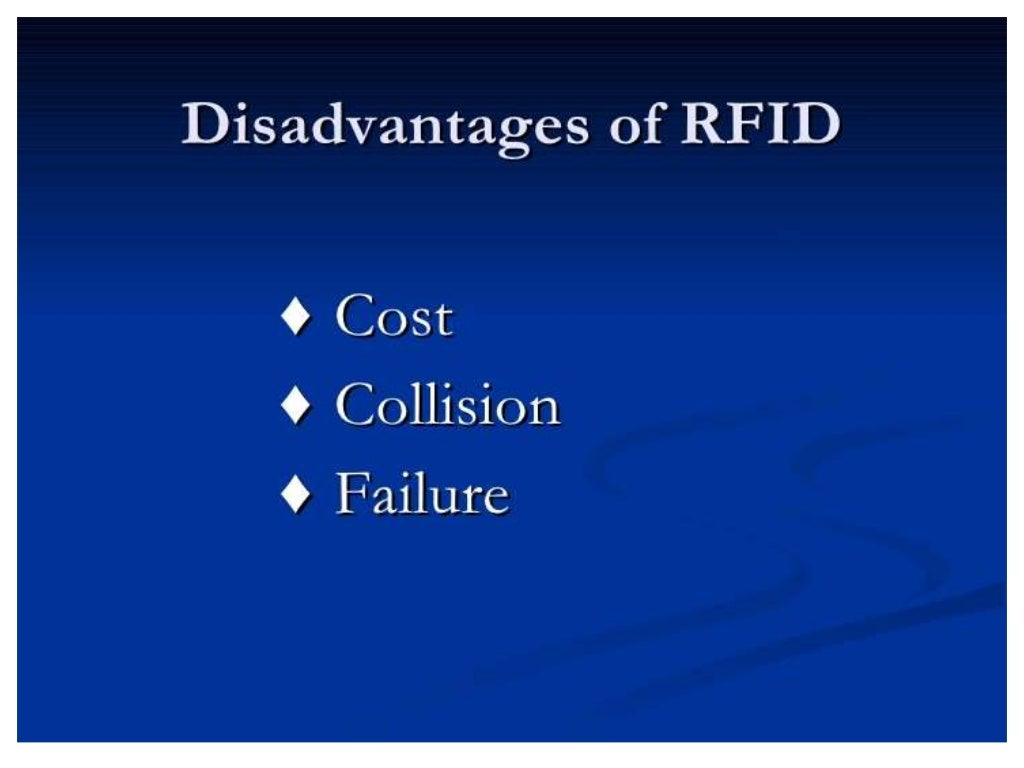 Disadvantages of RFID
♦ Cost
♦ Collision
♦ Failure